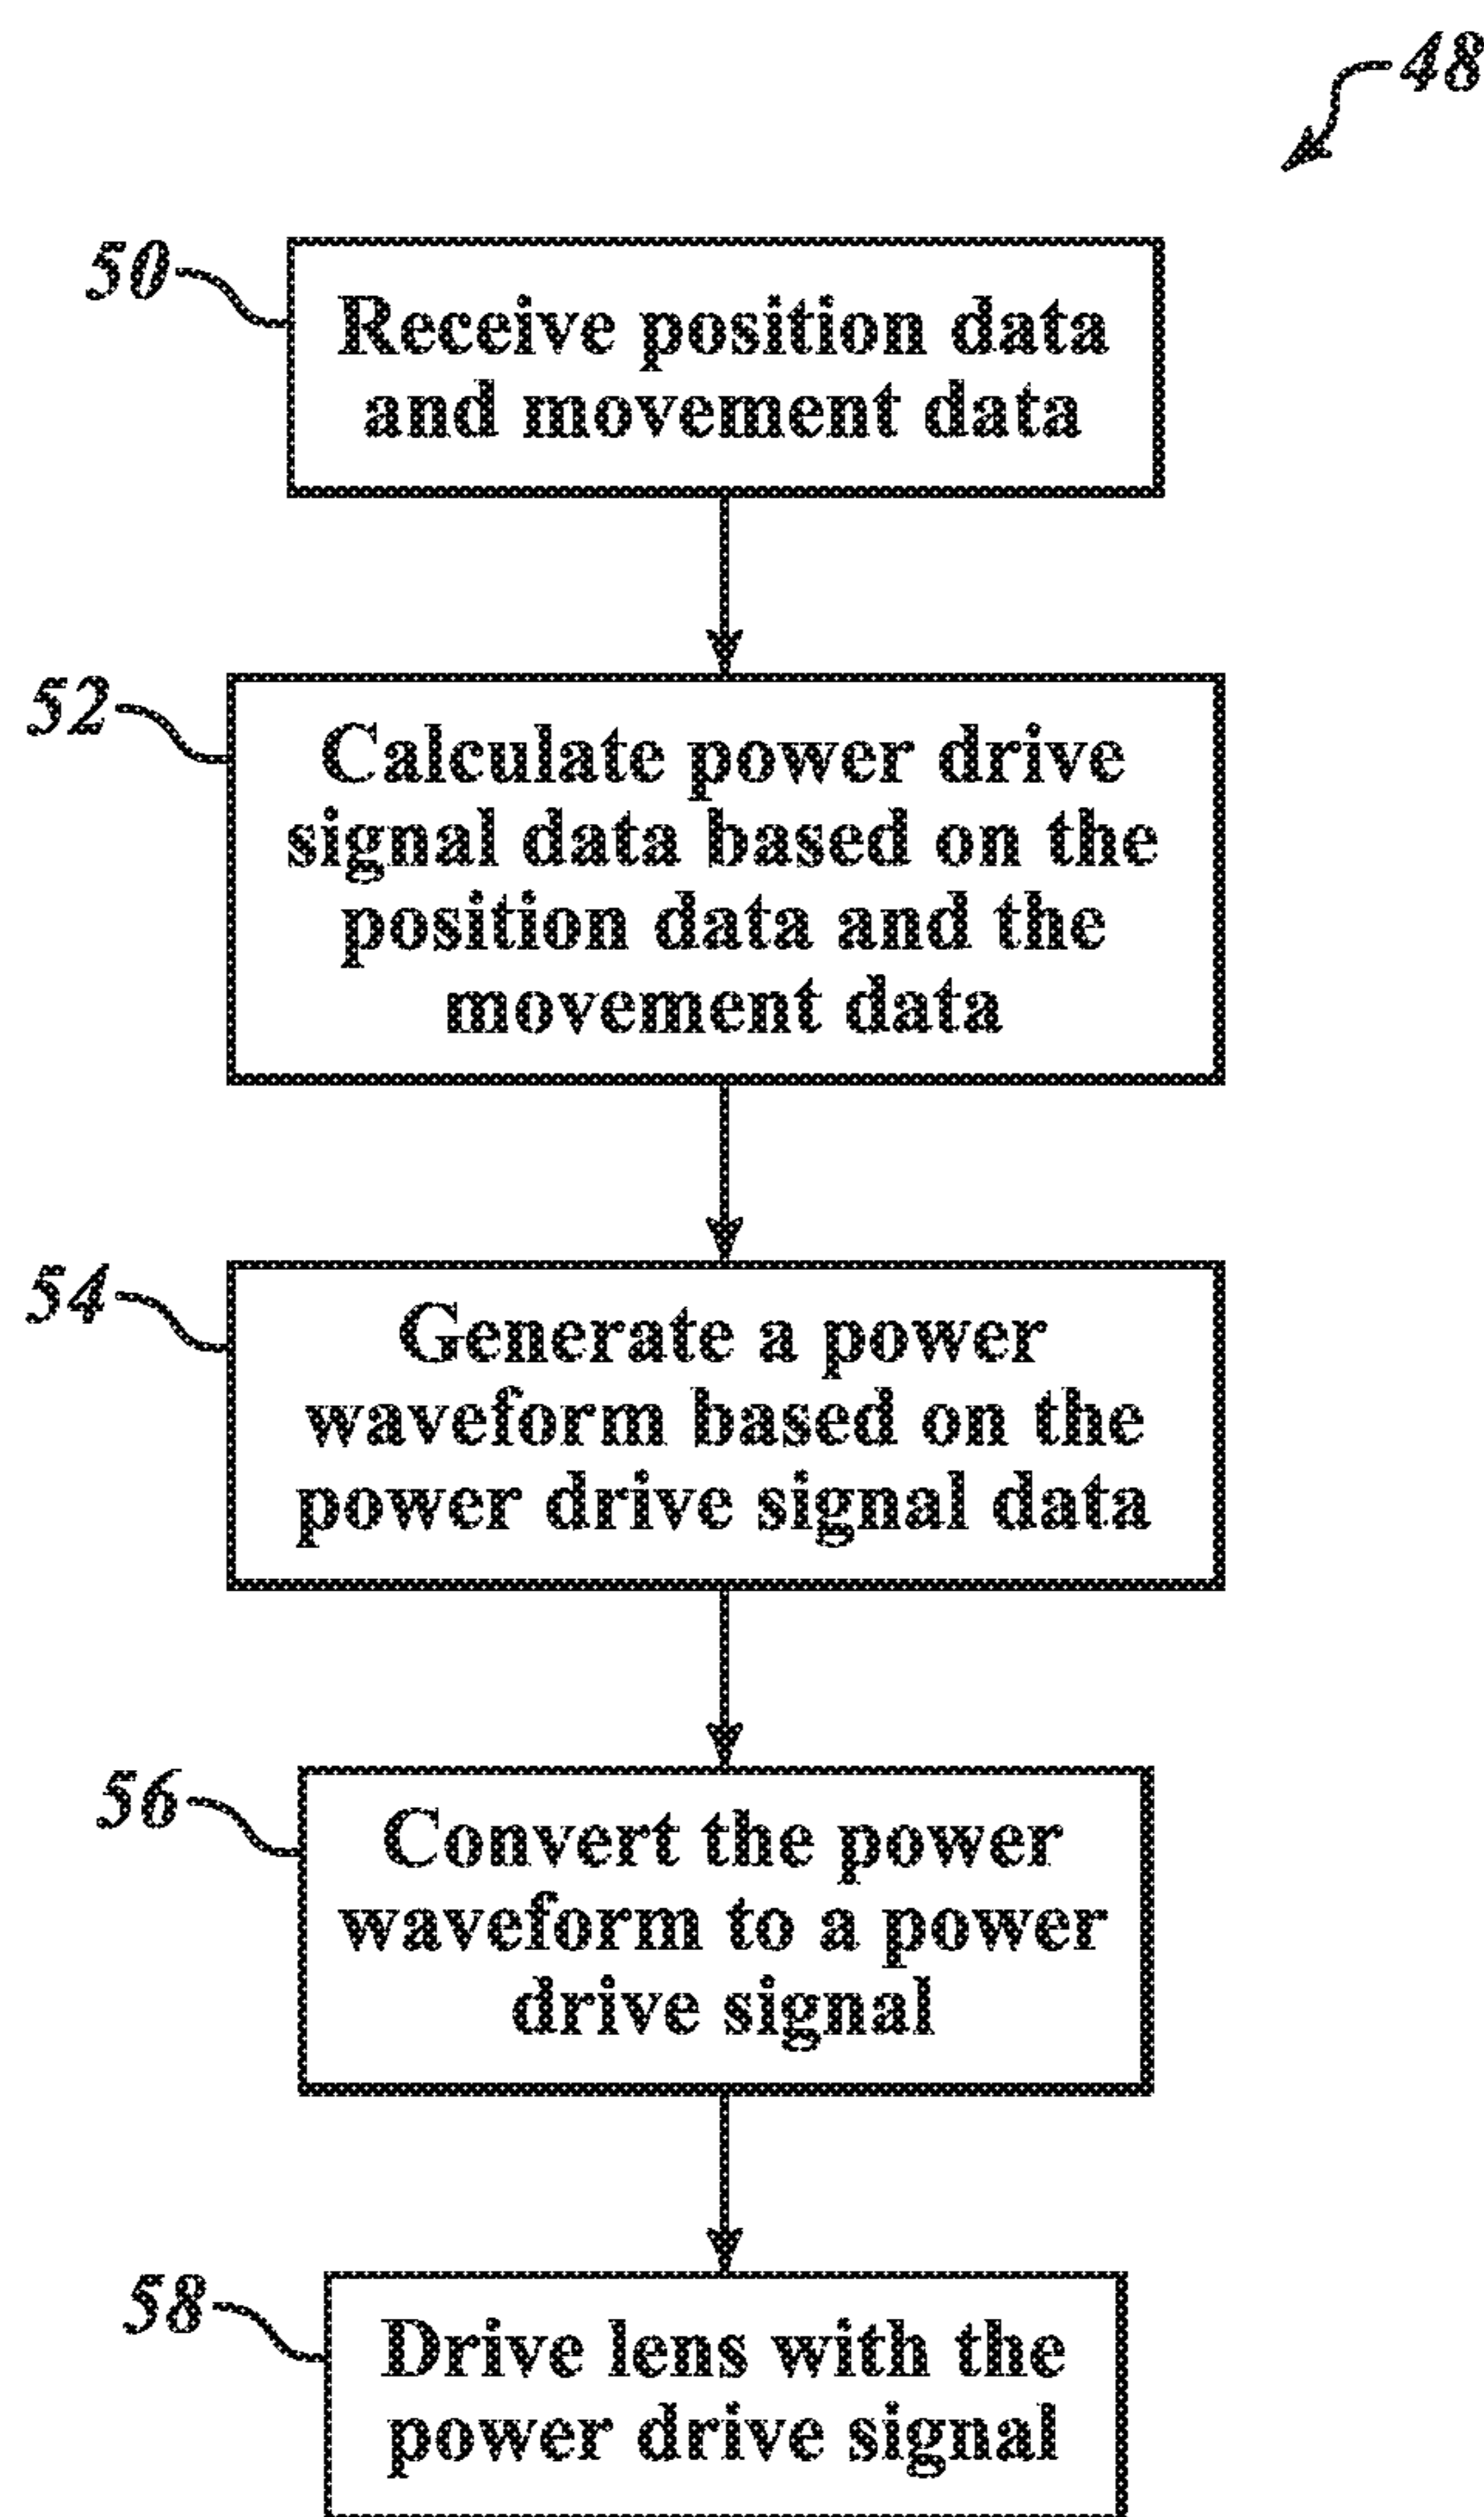 48
50
Receive position data
and movement data
52
Calculate power drive
signal data based on the
position data and the
movement data
54
Generate a power
waveform based on the
power drive signal data
56
Convert the power
waveform to a power
drive signal
58
Drive lens with the
power drive signal